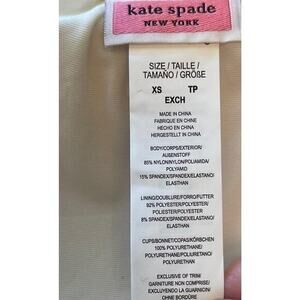 kate spade
NEW YORK
SIZE / TAILLE /
TAMAÑO / GRÖßE
XS TP
EXCH
MADE IN CHINA
FABRIQUE EN CHINE
HECHO EN CHINA
HERGESTELLT IN CHINA
BODY/CORPS/EXTERIOR/
AUßENSTOFF
85% NYLON/NYLON/POLIAMIDA/
POLYAMID
15% SPANDEX/SPANDEX/ELASTANO/
ELASTHAN
LINING/DOUBLURE/FORRO/FUTTER
92% POLYESTER/POLYESTER/
POLIÉSTER/POLYESTER
8% SPANDEX/SPANDEX/ELASTANO/
ELASTHAN
CUPS/BONNET/COPAS/KÖRBCHEN
100% POLYURETHANE/
POLYURETHANE/POLIURETANO/
POLYURETHAN
EXCLUSIVE OF TRIM/
GARNITURE NON COMPRISE/
EXCLUYENDO LA GUARNICIÓN/
OHNE BORDÜRE